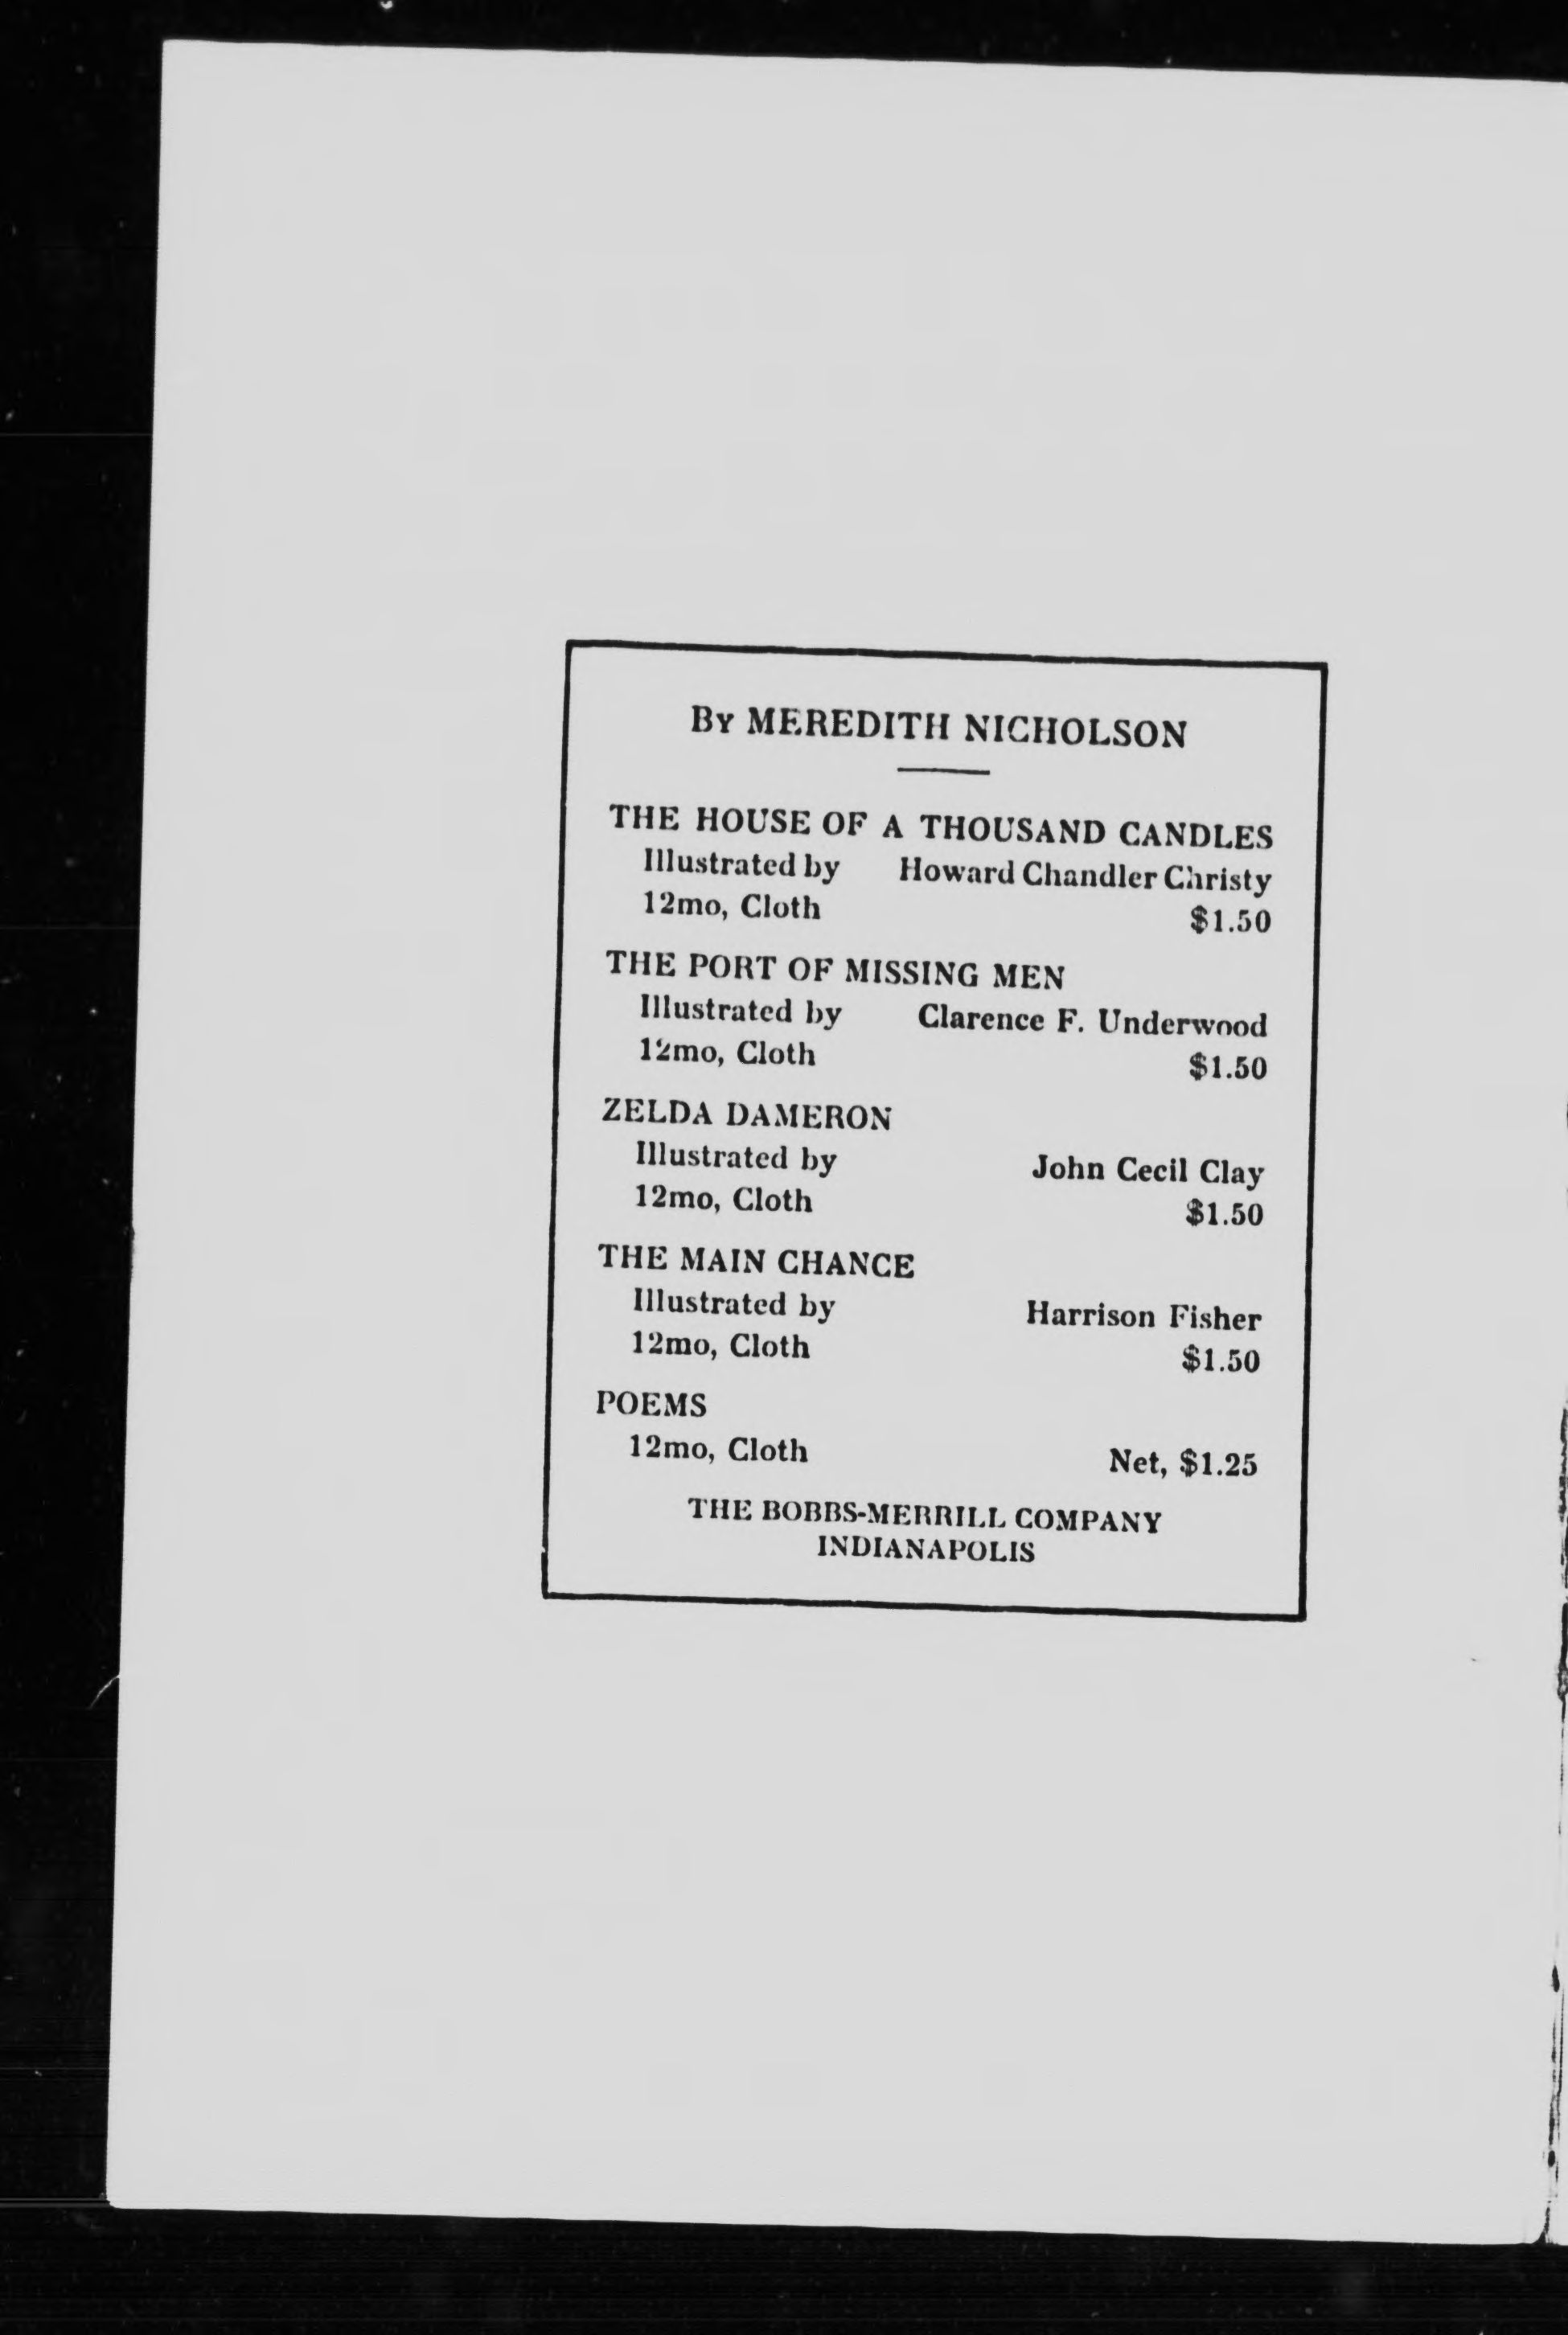 By MEREDITH NICHOLSON
THE HOUSE OF A THOUSAND CANDLES
Illustrated by Howard Chandler Christy
12mo, Cloth $1.50
THE PORT OF MISSING MEN
Illustrated by Clarence F. Underwood
12mo, Cloth $1.50
ZELDA DAMERON
Illustrated by John Cecil Clay
12mo, Cloth $1.50
THE MAIN CHANCE
Illustrated by Harrison Fisher
12mo, Cloth $1.50
POEMS
12mo, Cloth Net, $1.25
THE BOBBS-MERRILL COMPANY
INDIANAPOLIS